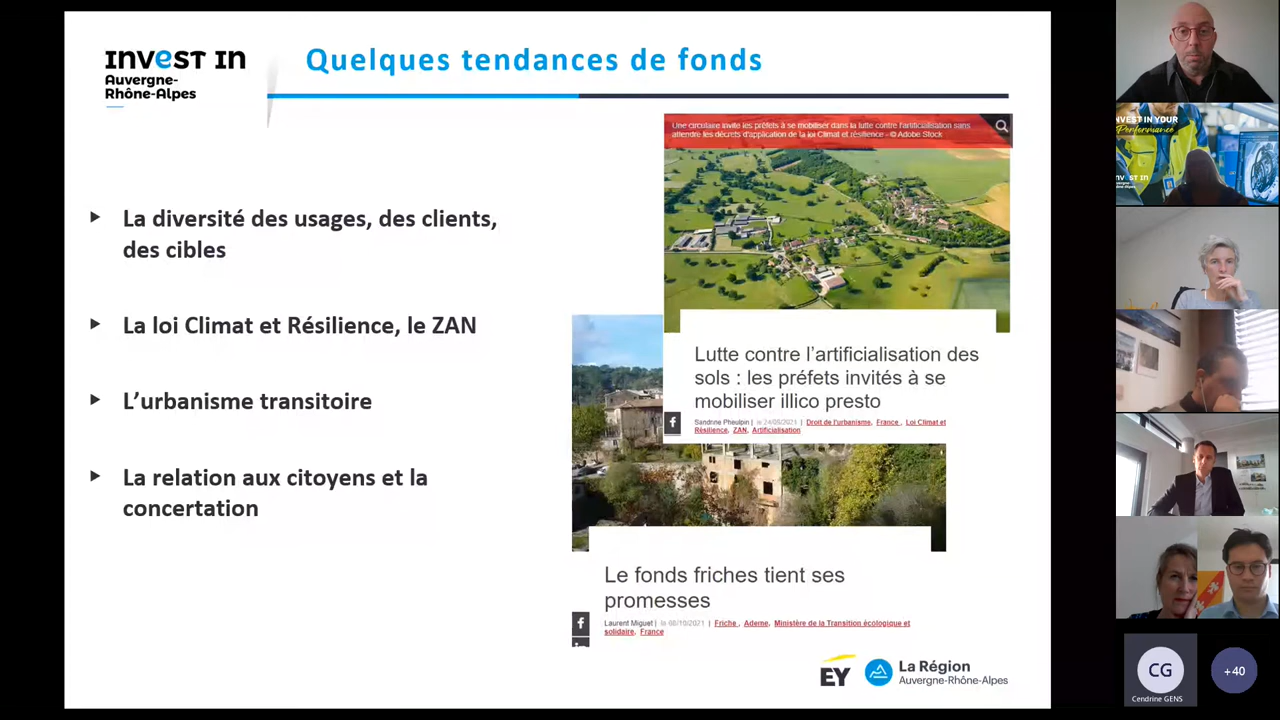 INVEST IN
Auvergne-
Rhône-Alpes
Quelques tendances de fonds
La diversité des usages, des clients,
des cibles
La loi Climat et Résilience, le ZAN
L'urbanisme transitoire
La relation aux citoyens et la
concertation
Une circulaire invite les préfets à se mobiliser dans la lutte contre l'artificialisation sans
attendre les décrets d'application de la loi Climat et résilience - © Adobe Stock
Lutte contre l'artificialisation des
sols : les préfets invités à se
mobiliser illico presto
Sandrine Pheulpin | le 24/05/2021 | Droit de l'urbanisme, France, Loi Climat et
Résilience, ZAN, Artificialisation
Le fonds friches tient ses
promesses
Laurent Miguet | le 08/10/2021 | Friche, Ademe, Ministère de la Transition écologique et
solidaire, France
EY
La Région
Auvergne-Rhône-Alpes
INVEST IN YOUR
Performance
INVEST IN
Auvergne
Rhône-Alpes
CG
Cendrine GENS
+40